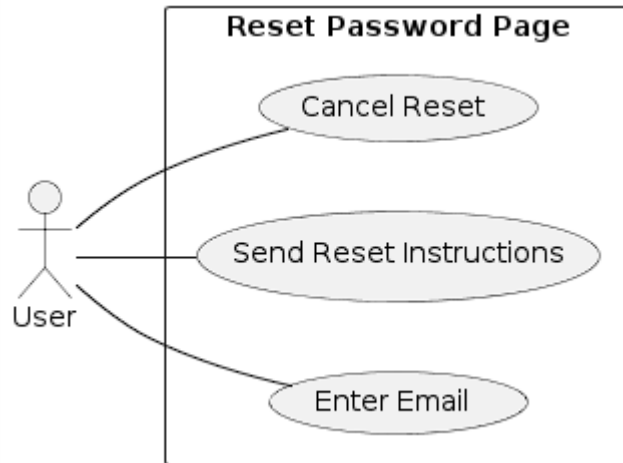 Reset Password Page
Cancel Reset
Send Reset Instructions
User
Enter Email